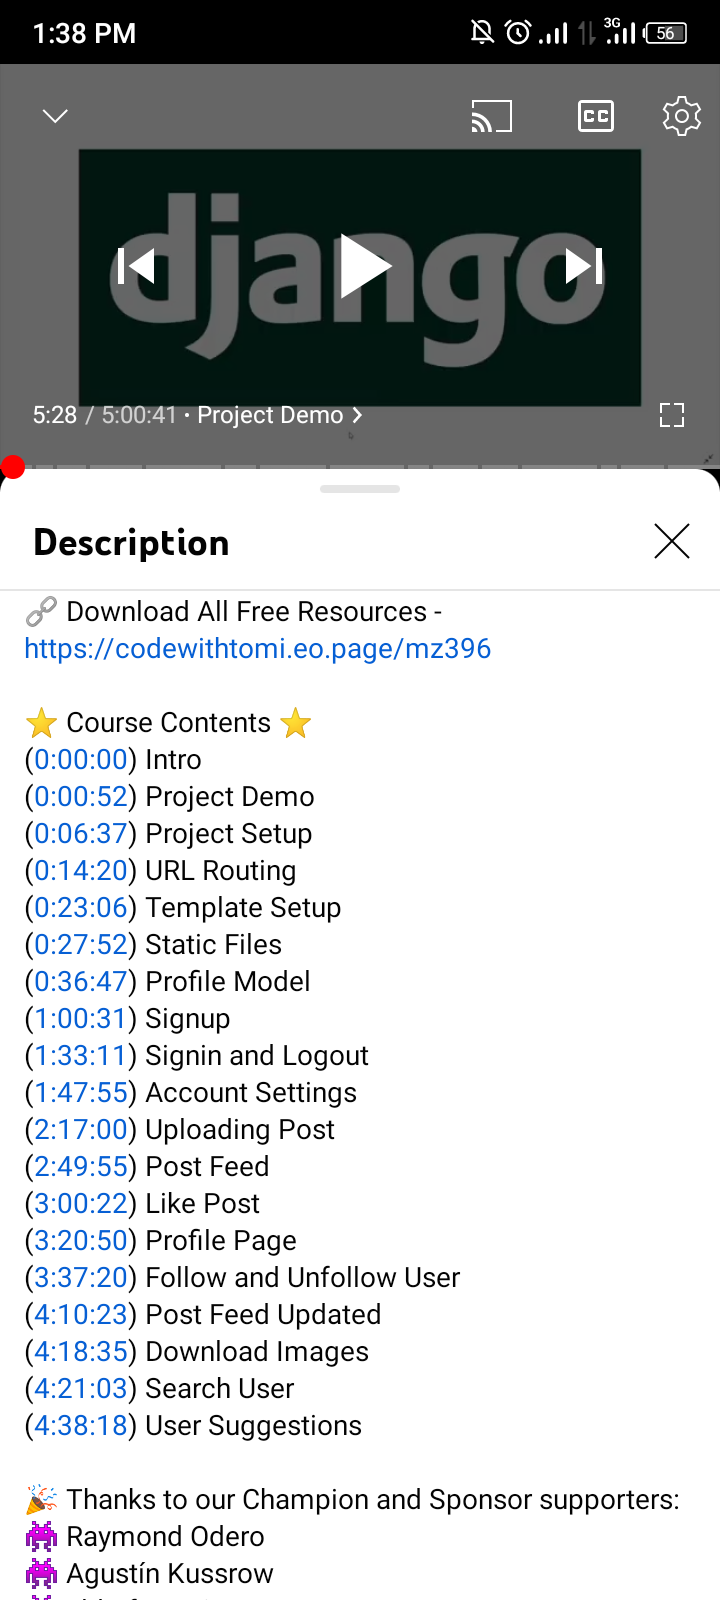 1:38 PM
3G
56
CC
django
5:28 / 5:00:41 · Project Demo
Description
Download All Free Resources -
https://codewithtomi.eo.page/mz396
Course Contents
(0:00:00) Intro
(0:00:52) Project Demo
(0:06:37) Project Setup
(0:14:20) URL Routing
(0:23:06) Template Setup
(0:27:52) Static Files
(0:36:47) Profile Model
(1:00:31) Signup
(1:33:11) Signin and Logout
(1:47:55) Account Settings
(2:17:00) Uploading Post
(2:49:55) Post Feed
(3:00:22) Like Post
(3:20:50) Profile Page
(3:37:20) Follow and Unfollow User
(4:10:23) Post Feed Updated
(4:18:35) Download Images
(4:21:03) Search User
(4:38:18) User Suggestions
Thanks to our Champion and Sponsor supporters:
Raymond Odero
Agustín Kussrow